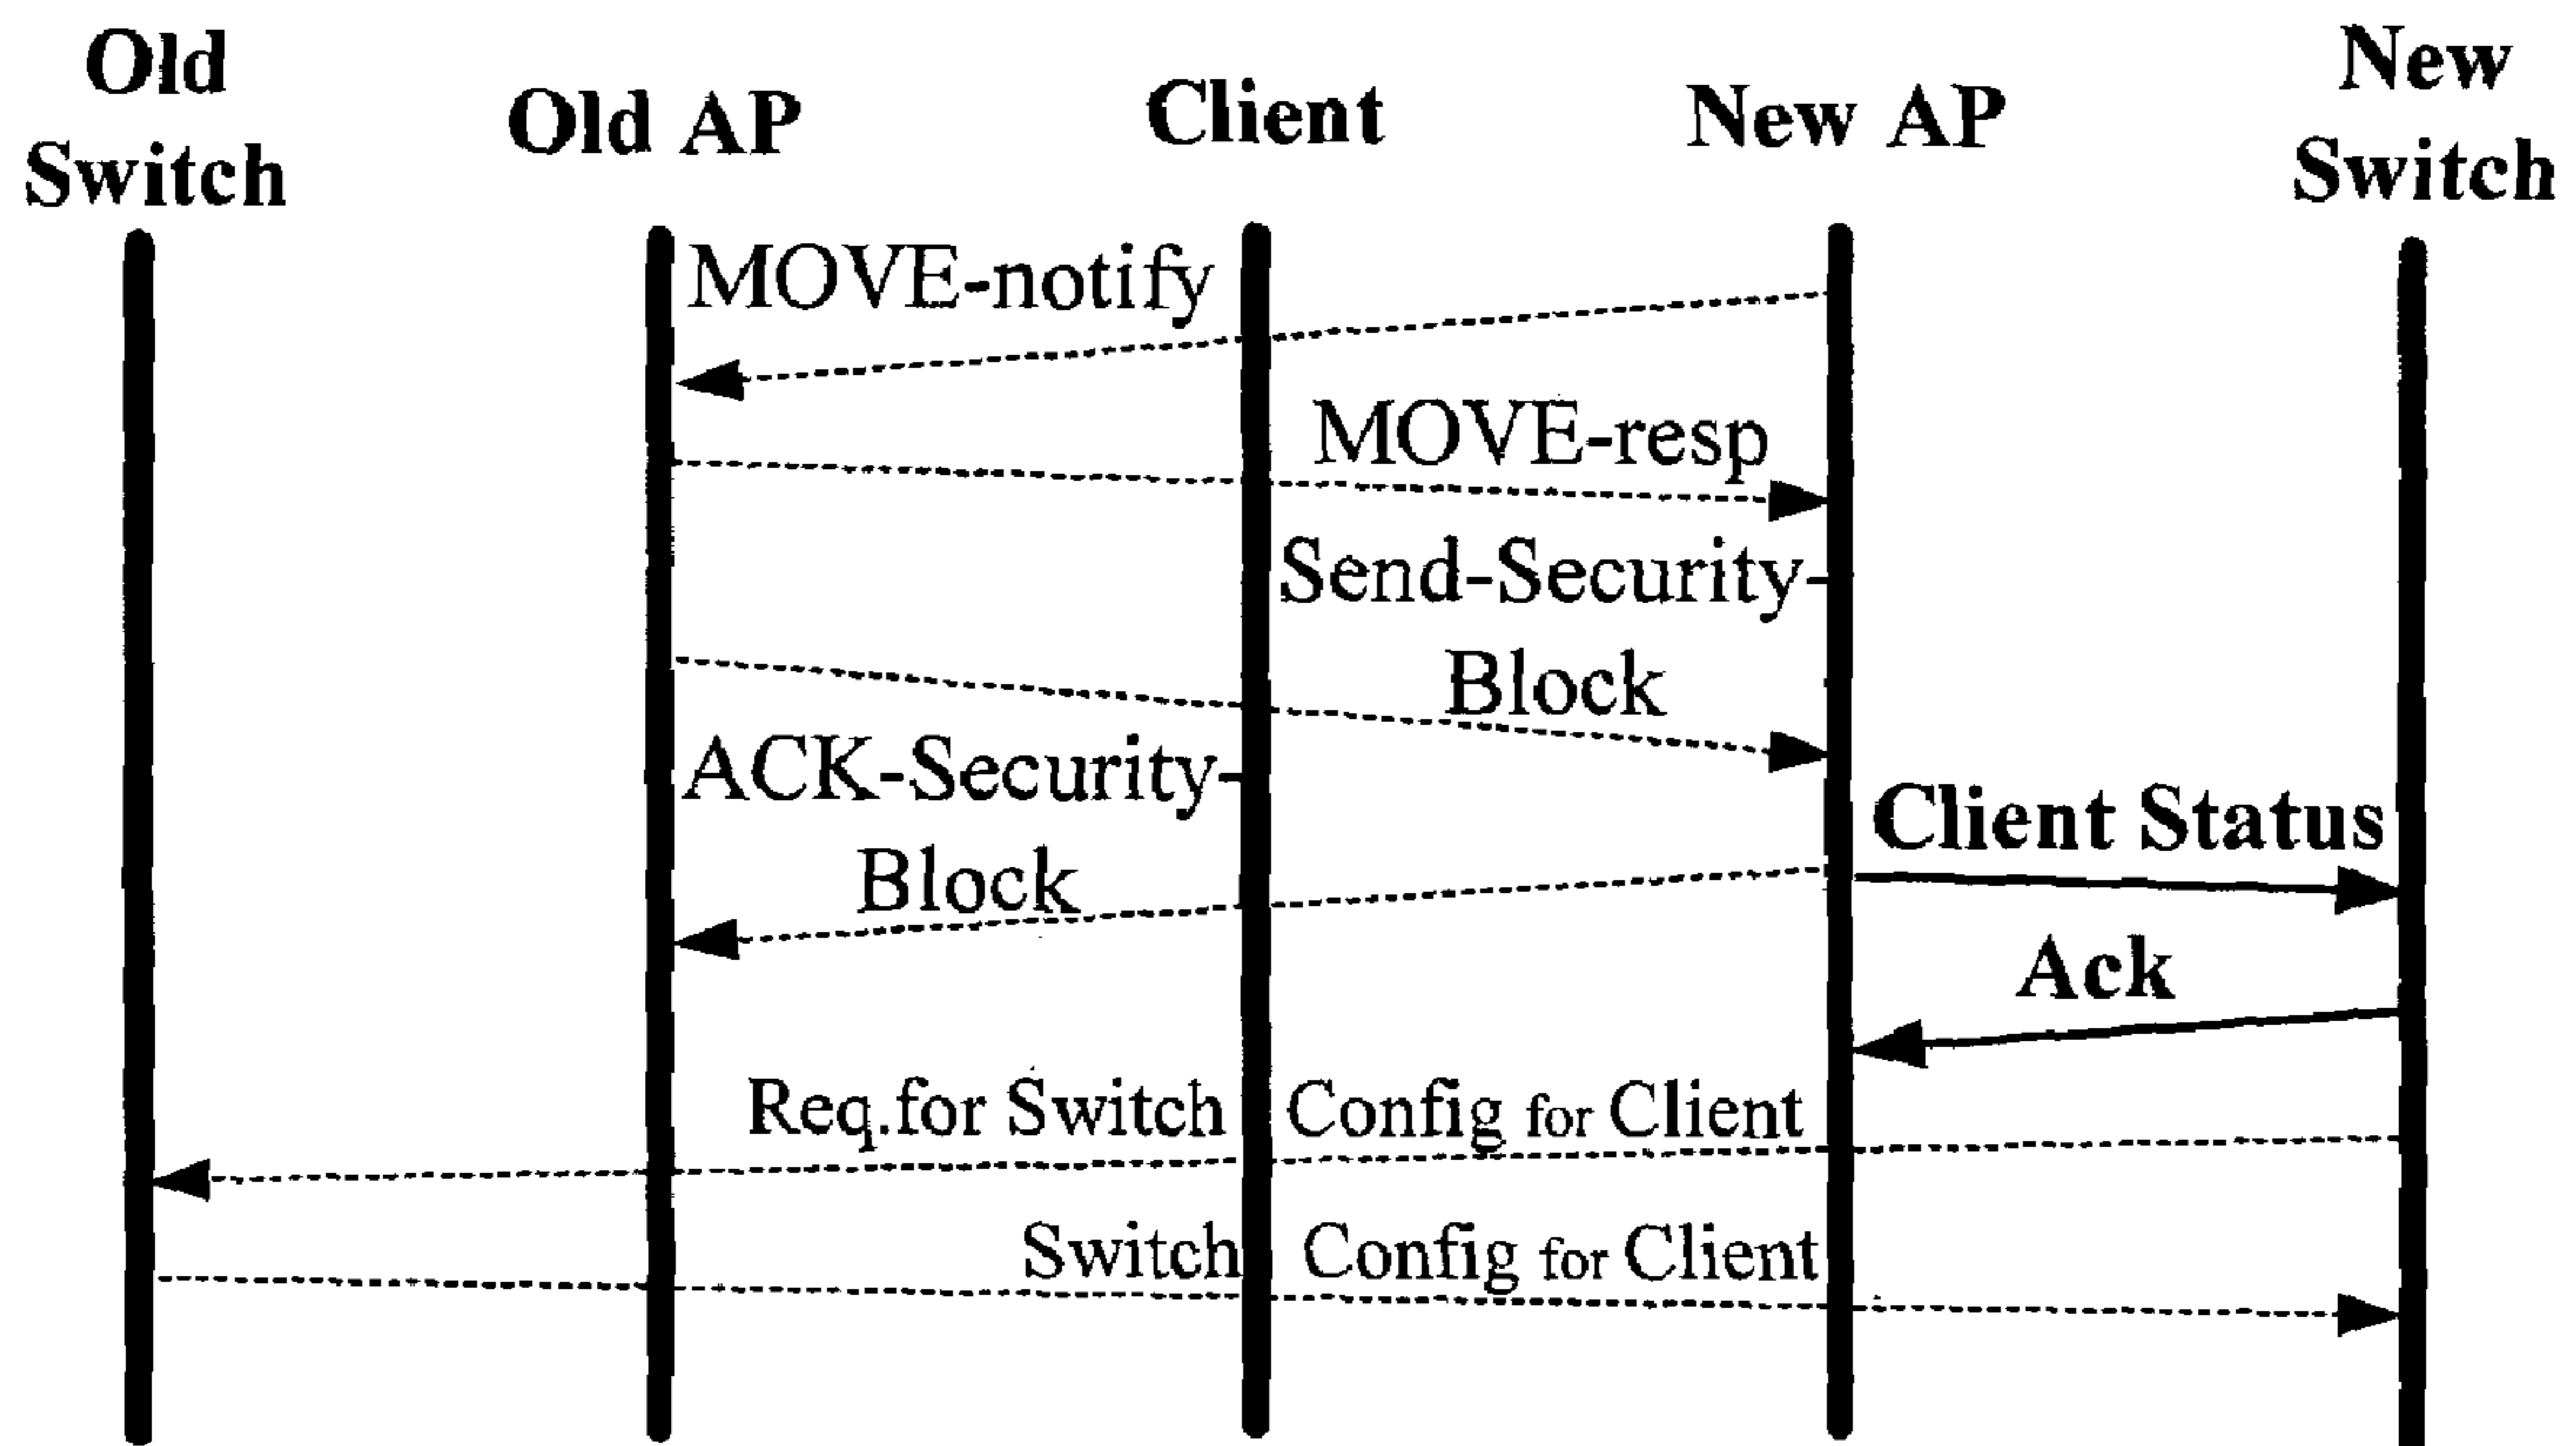 Old
Switch
Old AP
Client
New AP
New
Switch
MOVE-notify
MOVE-resp
Send-Security-
Block
ACK-Security-
Block
Client Status
Ack
Req.for Switch Config for Client
Switch Config for Client